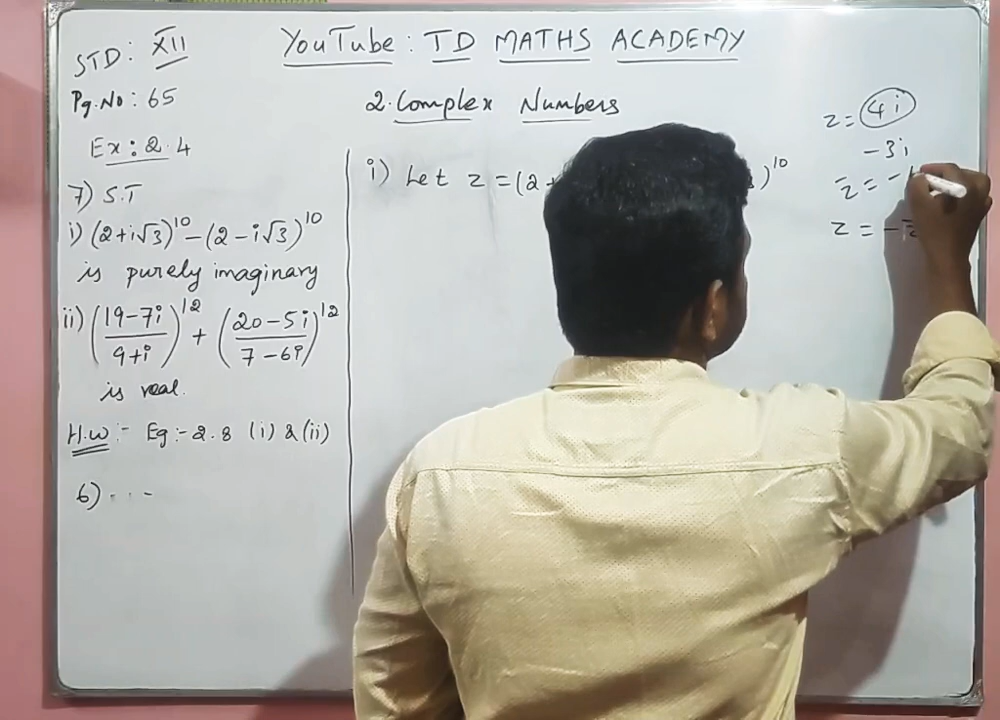 STD: XII
YouTube: TD MATHS ACADEMY
Pg.No: 65
2. Complex Numbers
Ex: 2.4
7) S.T
i) (2+i√3)^10 − (2−i√3)^10
is purely imaginary
ii) ((19−7i)/(9+i))^12 + ((20−5i)/(7−6i))^12
is real.
H.W:- Eg:-2.8 (i) & (ii)
6) . . . -
i) Let z = (2+ )^10
z = 4i
-3i
z̄ = -
z = -z̄